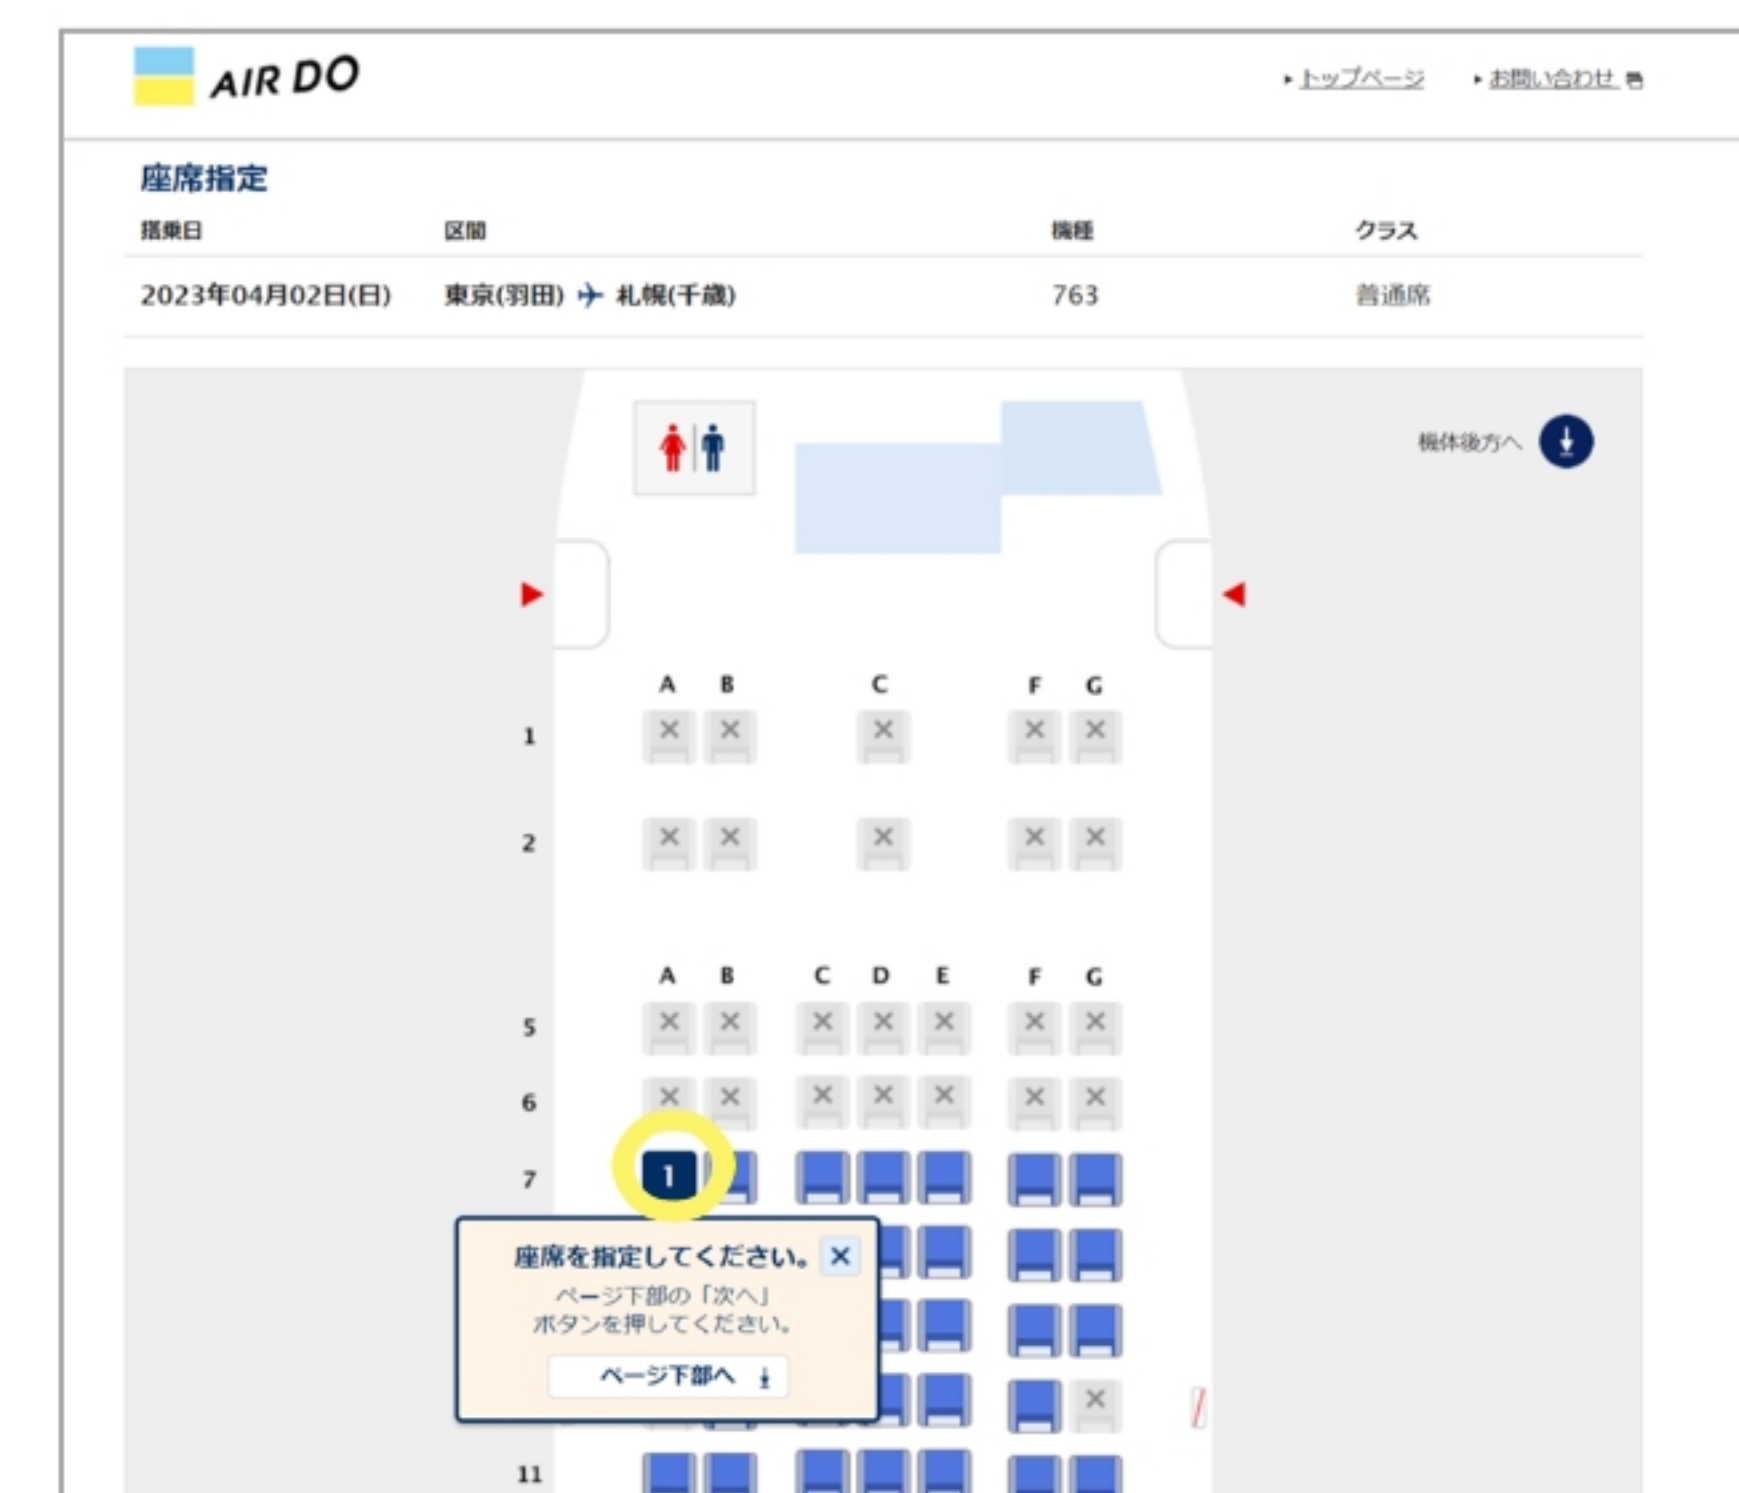 AIR DO
トップページ お問い合わせ
座席指定
搭乗日 区間 機種 クラス
2023年04月02日(日) 東京(羽田) 札幌(千歳) 763 普通席
機体後方へ
A B C F G
1 × × × × ×
2 × × × × ×
A B C D E F G
5 × × × × × × ×
6 × × × × × × ×
7 1
座席を指定してください。 ×
ページ下部の「次へ」
ボタンを押してください。
ページ下部へ
×
11